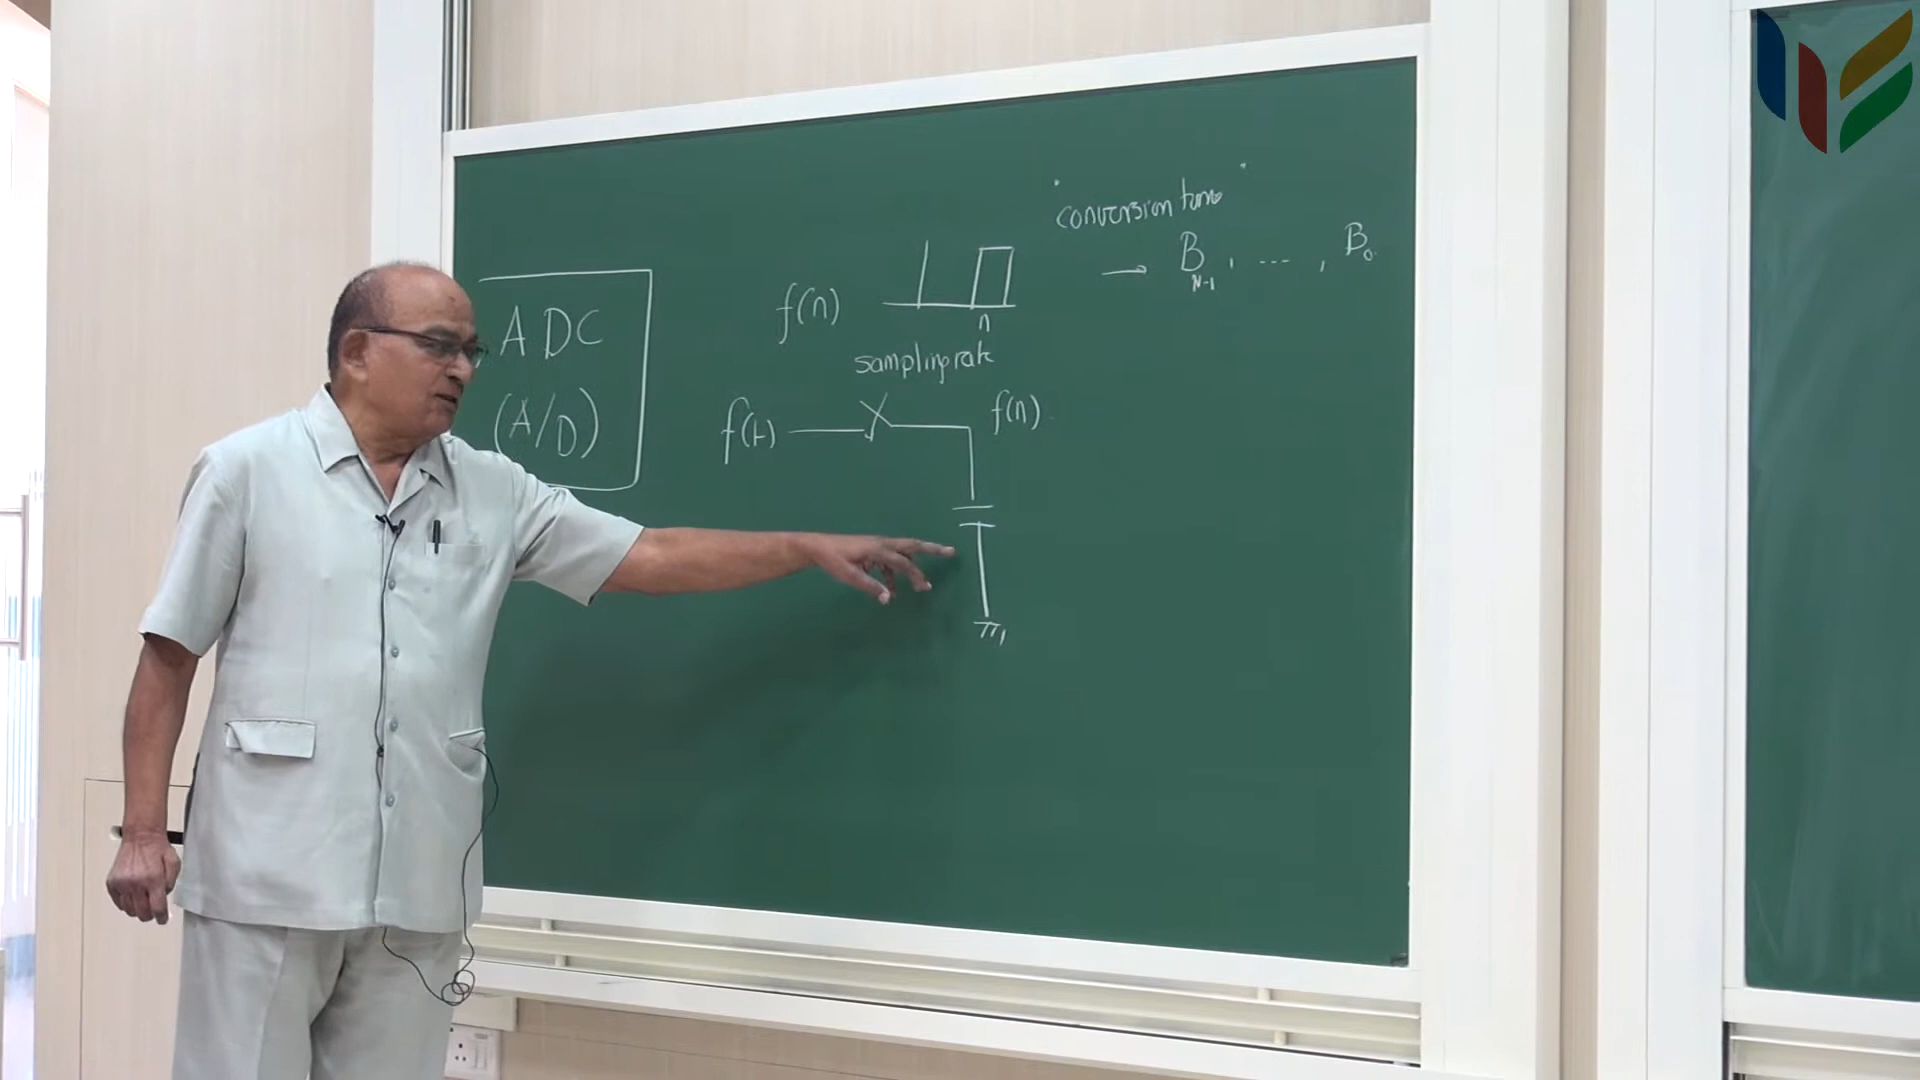 "conversion time"
→ B_{N-1}, ---, B_0
ADC
(A/D)
f(n)
n
sampling rate
f(t)
f(n)